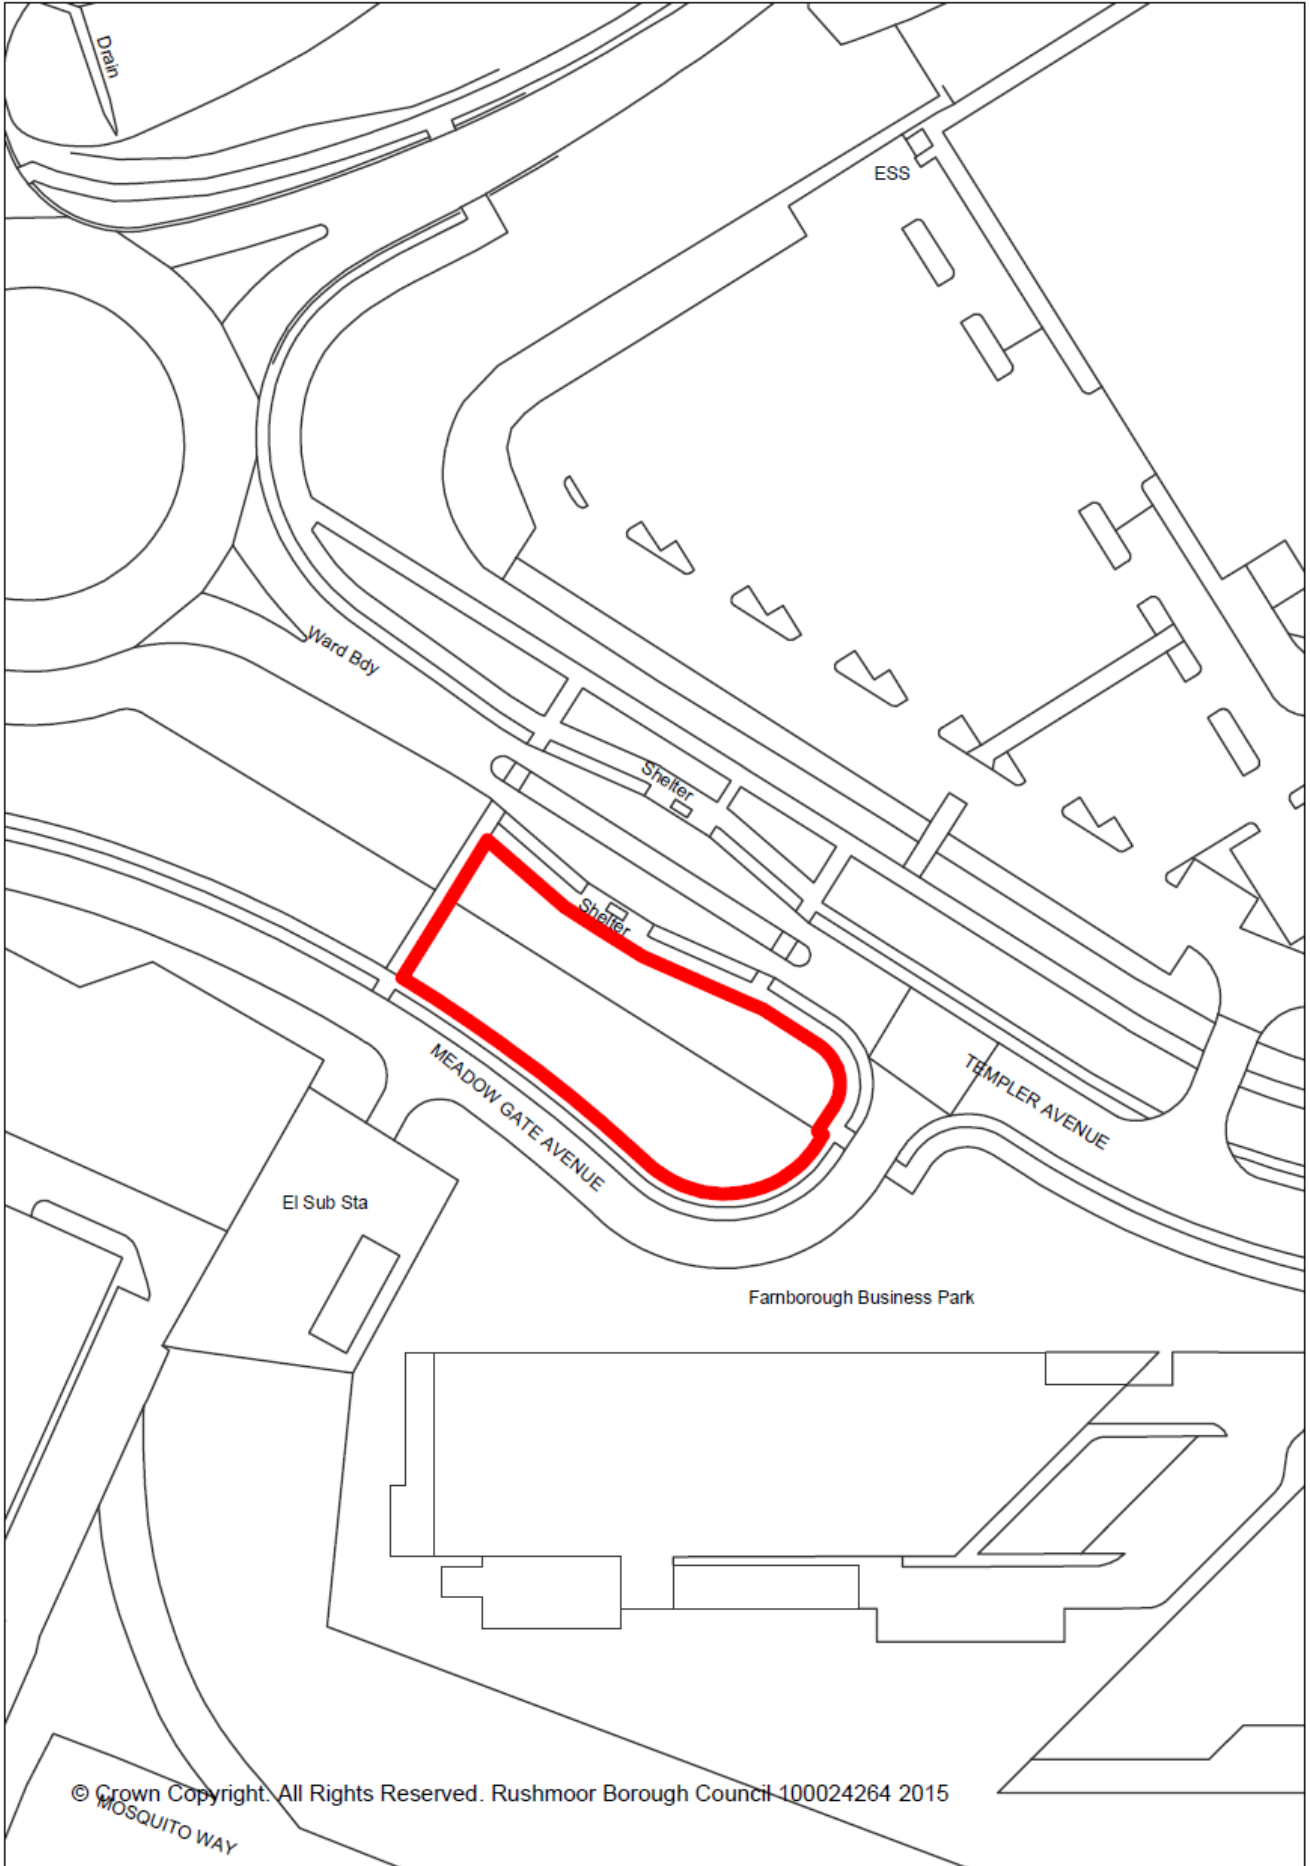 Drain
ESS
Ward Bdy
Shelter
Shelter
MEADOW GATE AVENUE
TEMPLER AVENUE
El Sub Sta
Farnborough Business Park
© Crown Copyright. All Rights Reserved. Rushmoor Borough Council 100024264 2015
MOSQUITO WAY